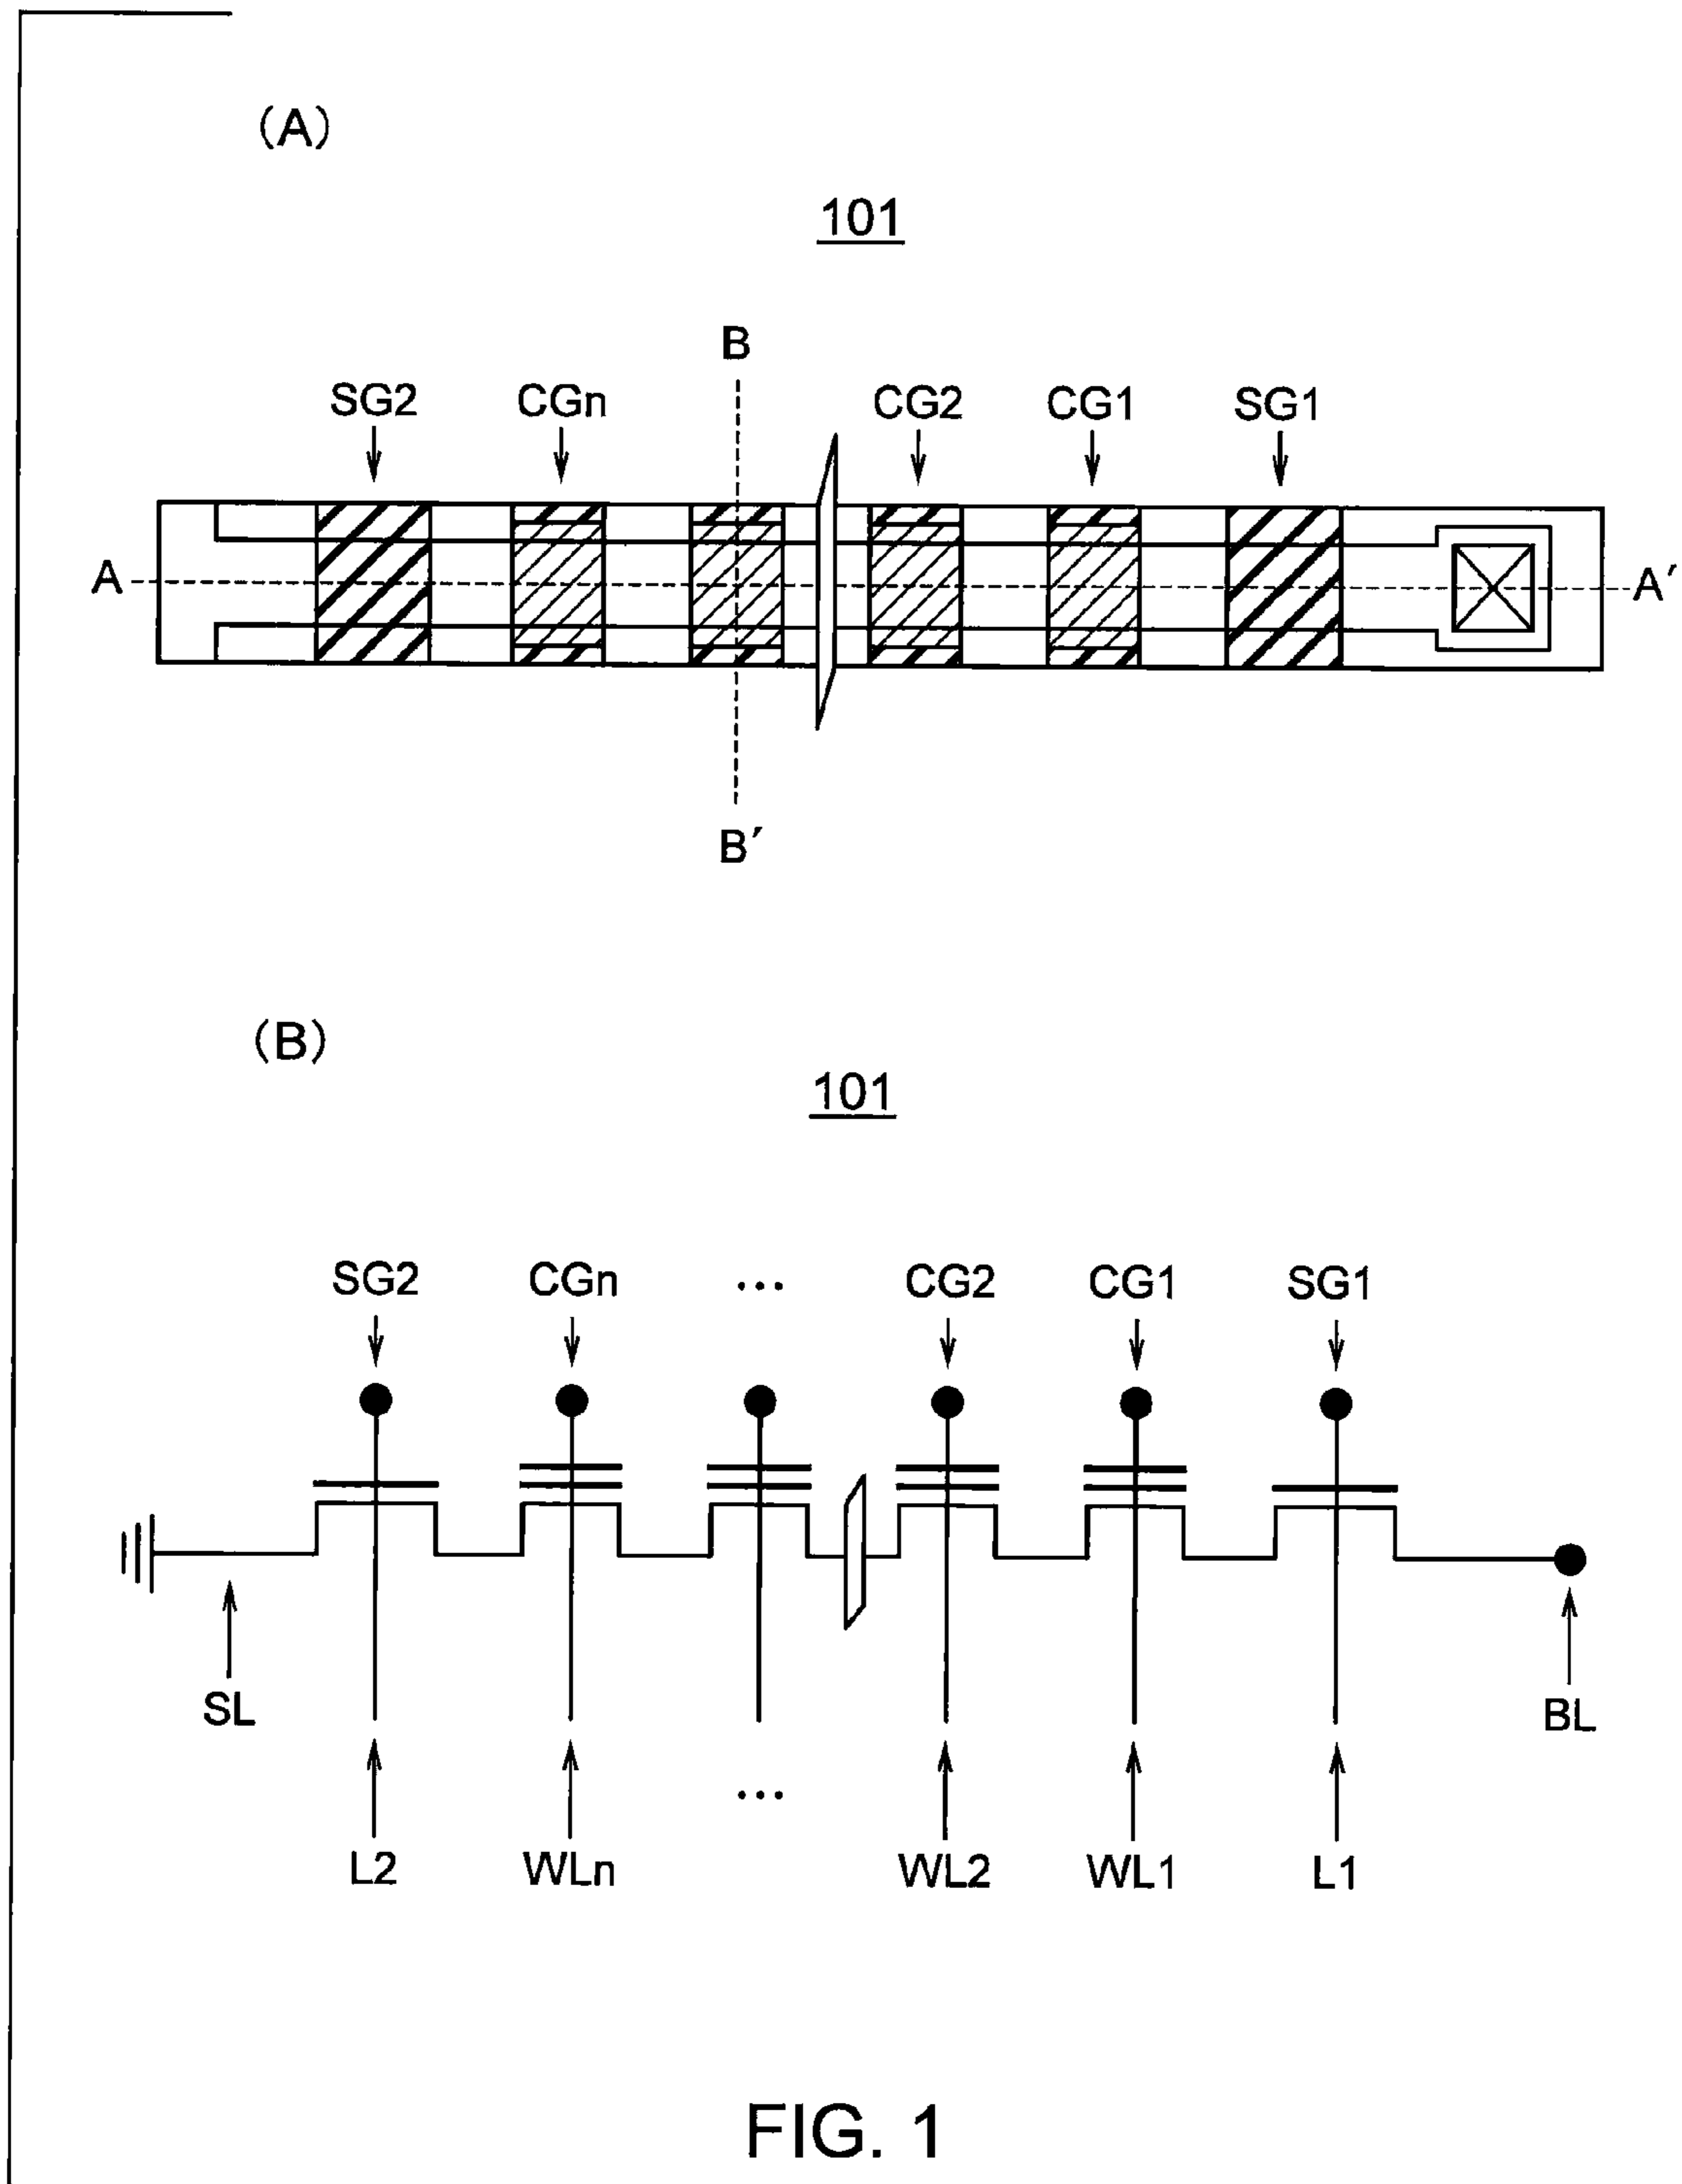 (A)
101
B
SG2 CGn CG2 CG1 SG1
A A′
B′
(B)
101
SG2 CGn ... CG2 CG1 SG1
SL BL
L2 WLn ... WL2 WL1 L1
FIG. 1